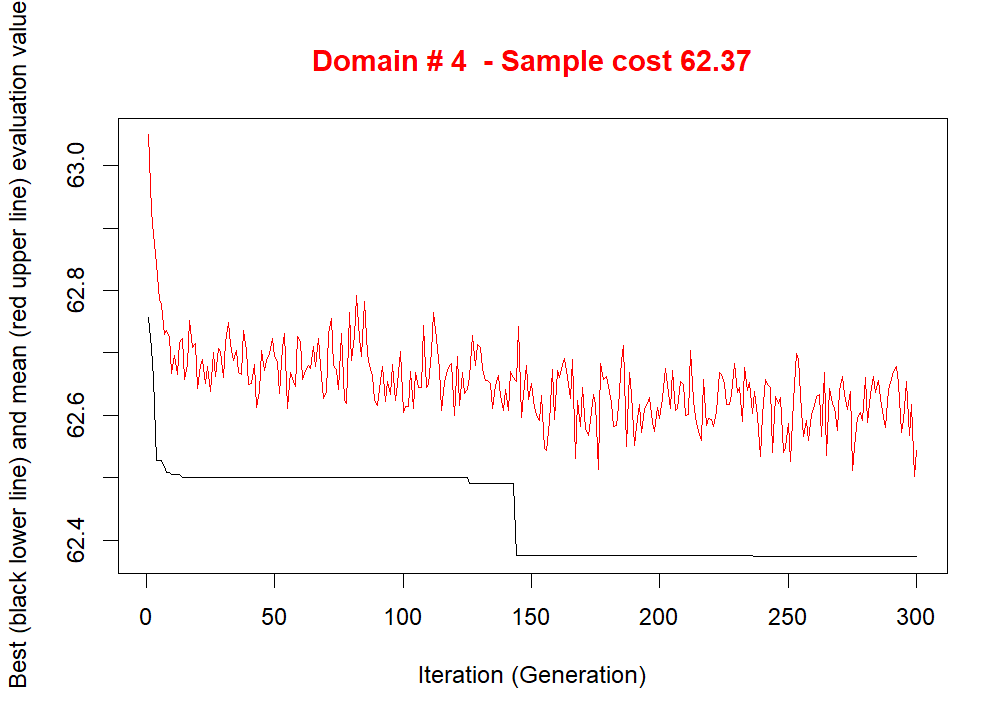 Domain # 4  - Sample cost 62.37
Best (black lower line) and mean (red upper line) evaluation value
63.0
62.8
62.6
62.4
0 50 100 150 200 250 300
Iteration (Generation)